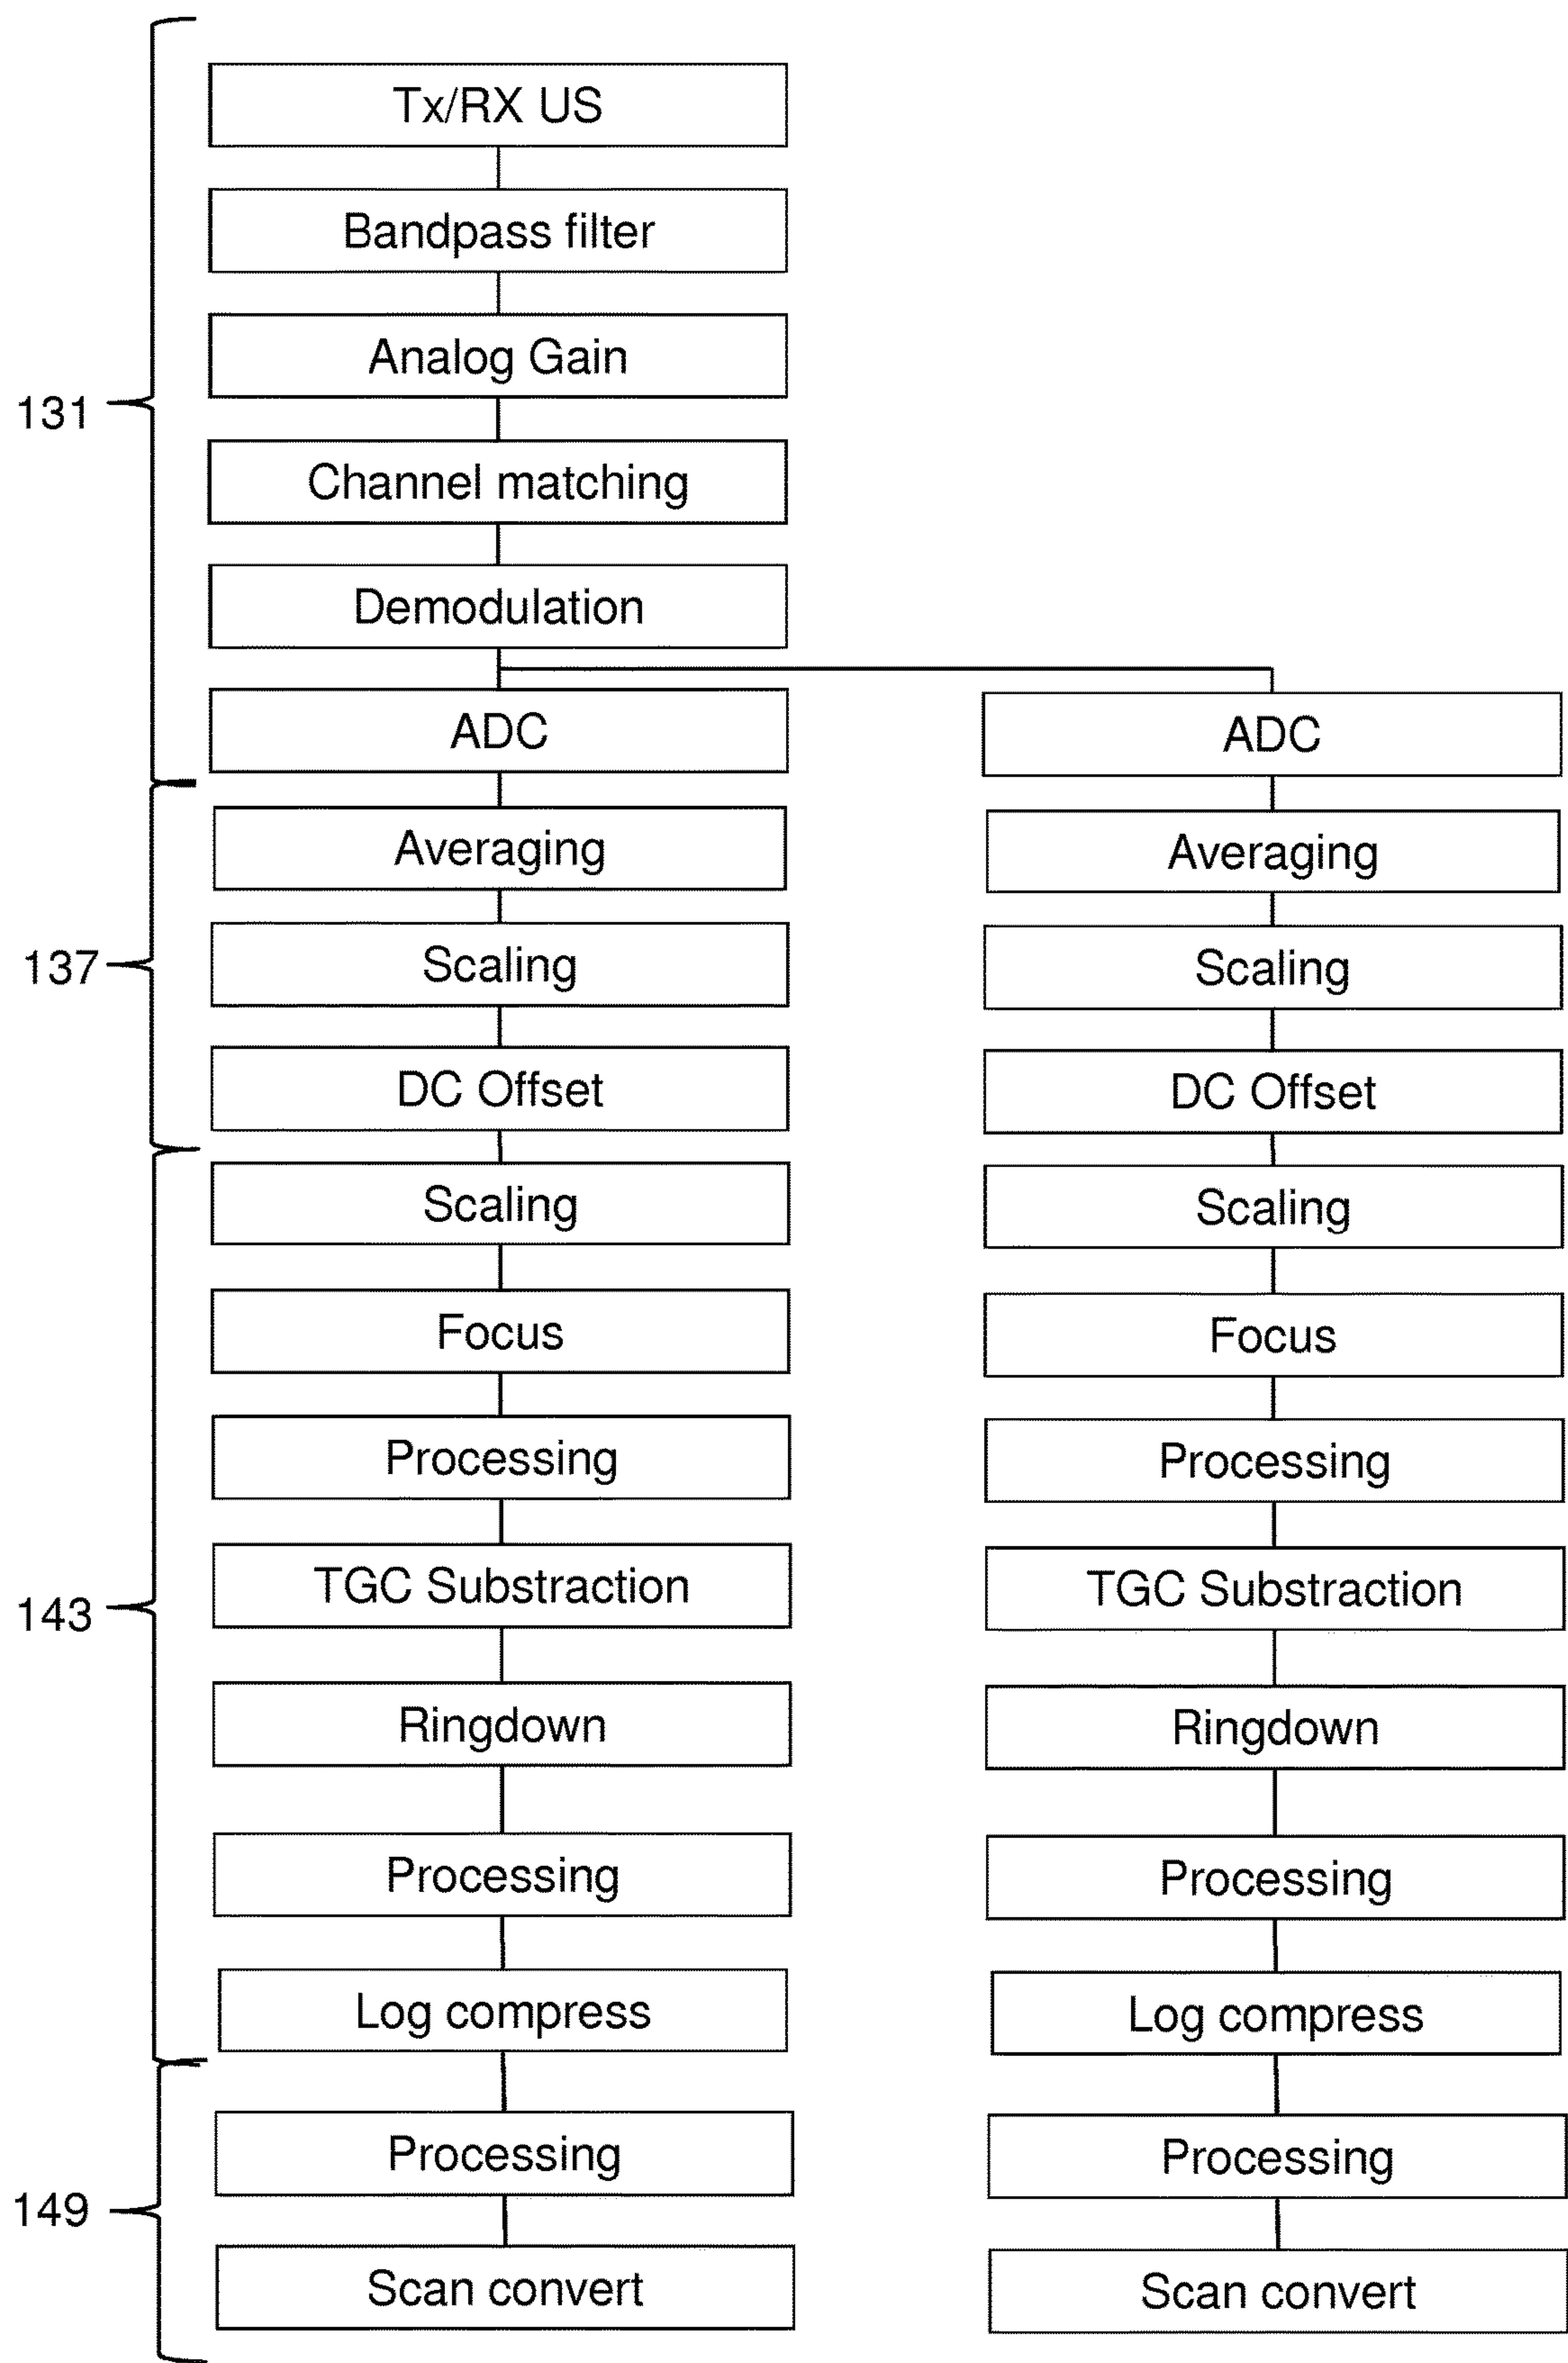 Tx/RX US
Bandpass filter
Analog Gain
131
Channel matching
Demodulation
ADC
ADC
Averaging
Averaging
137
Scaling
Scaling
DC Offset
DC Offset
Scaling
Scaling
Focus
Focus
Processing
Processing
143
TGC Substraction
TGC Substraction
Ringdown
Ringdown
Processing
Processing
Log compress
Log compress
Processing
Processing
149
Scan convert
Scan convert